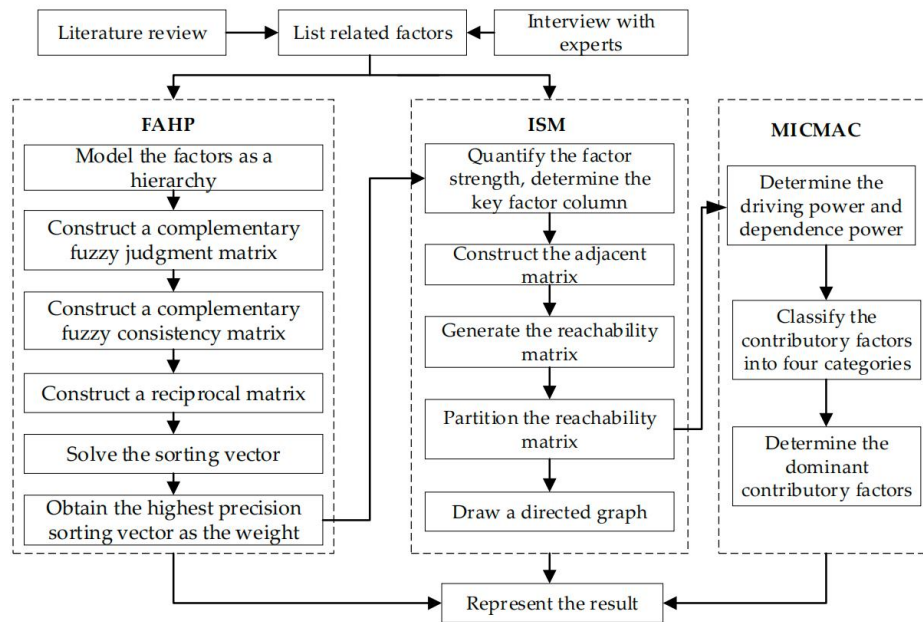 Literature review
List related factors
Interview with
experts
FAHP
Model the factors as a
hierarchy
Construct a complementary
fuzzy judgment matrix
Construct a complementary
fuzzy consistency matrix
Construct a reciprocal matrix
Solve the sorting vector
Obtain the highest precision
sorting vector as the weight
ISM
Quantify the factor
strength, determine the
key factor column
Construct the adjacent
matrix
Generate the reachability
matrix
Partition the reachability
matrix
Draw a directed graph
MICMAC
Determine the
driving power and
dependence power
Classify the
contributory factors
into four categories
Determine the
dominant
contributory factors
Represent the result